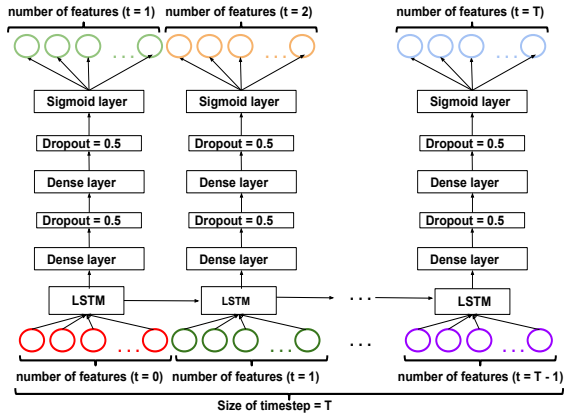 number of features (t = 1) number of features (t = 2) number of features (t = T)
... ... ...
Sigmoid layer Sigmoid layer Sigmoid layer
Dropout = 0.5 Dropout = 0.5 Dropout = 0.5
Dense layer Dense layer Dense layer
Dropout = 0.5 Dropout = 0.5 Dropout = 0.5
Dense layer Dense layer Dense layer
LSTM LSTM ... LSTM
... ... ... ...
number of features (t = 0) number of features (t = 1) number of features (t = T - 1)
Size of timestep = T